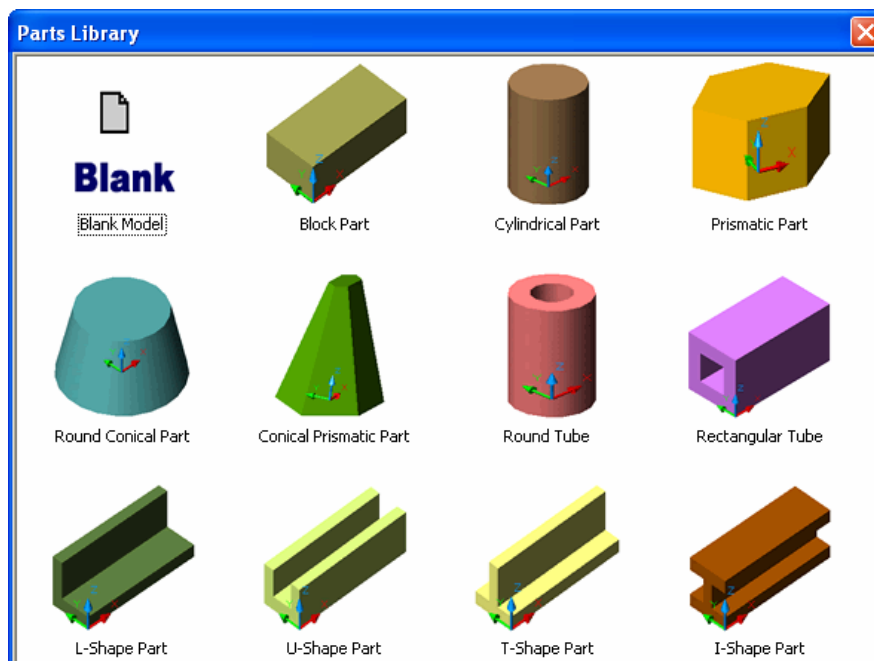 Parts Library
Blank
Blank Model
Block Part
Cylindrical Part
Prismatic Part
Round Conical Part
Conical Prismatic Part
Round Tube
Rectangular Tube
L-Shape Part
U-Shape Part
T-Shape Part
I-Shape Part